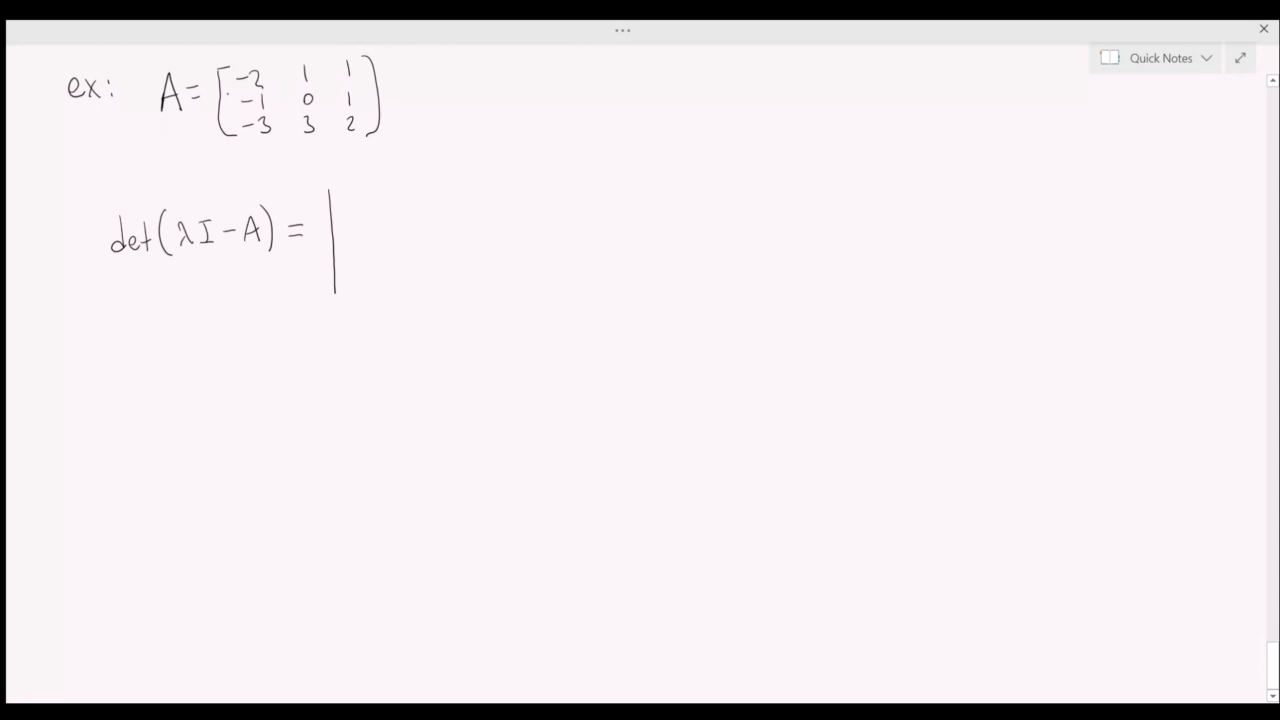 Quick Notes
ex: A = [-2 1 1
-1 0 1
-3 3 2]
det(λI - A) = |